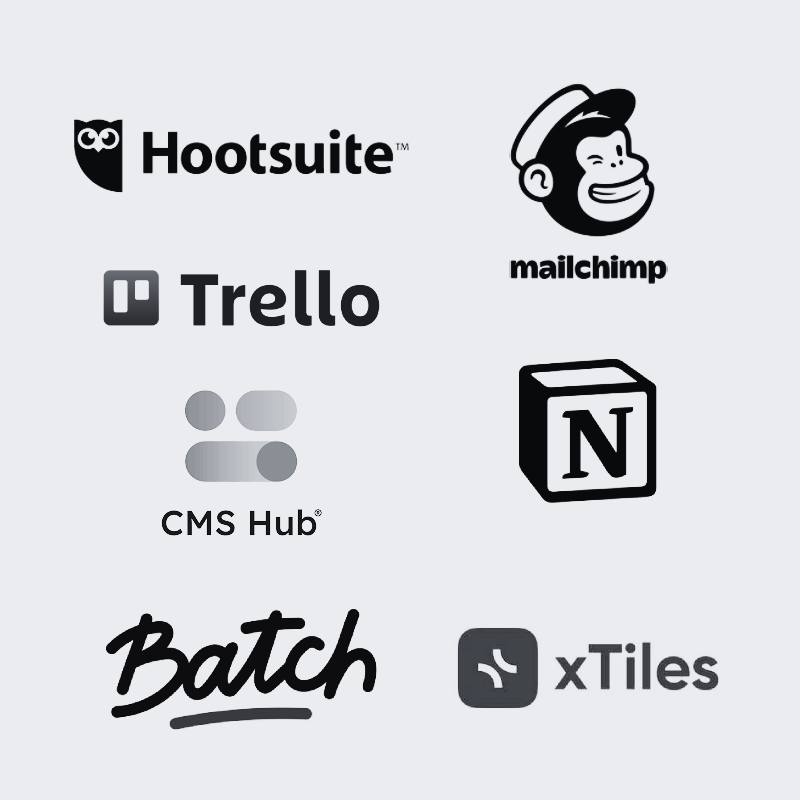 Hootsuite™
mailchimp
Trello
N
CMS Hub®
Batch
xTiles